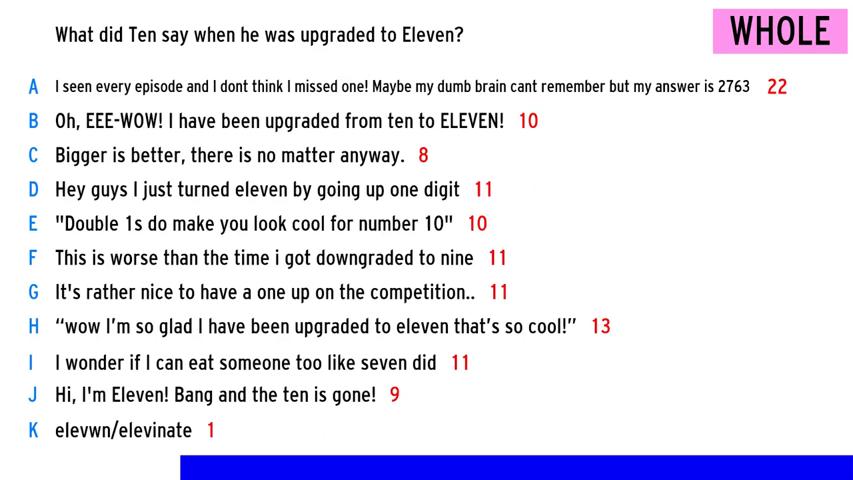 What did Ten say when he was upgraded to Eleven?
WHOLE
A I seen every episode and I dont think I missed one! Maybe my dumb brain cant remember but my answer is 2763 22
B Oh, EEE-WOW! I have been upgraded from ten to ELEVEN! 10
C Bigger is better, there is no matter anyway. 8
D Hey guys I just turned eleven by going up one digit 11
E "Double 1s do make you look cool for number 10" 10
F This is worse than the time i got downgraded to nine 11
G It's rather nice to have a one up on the competition.. 11
H “wow I’m so glad I have been upgraded to eleven that’s so cool!” 13
I I wonder if I can eat someone too like seven did 11
J Hi, I'm Eleven! Bang and the ten is gone! 9
K elevwn/elevinate 1